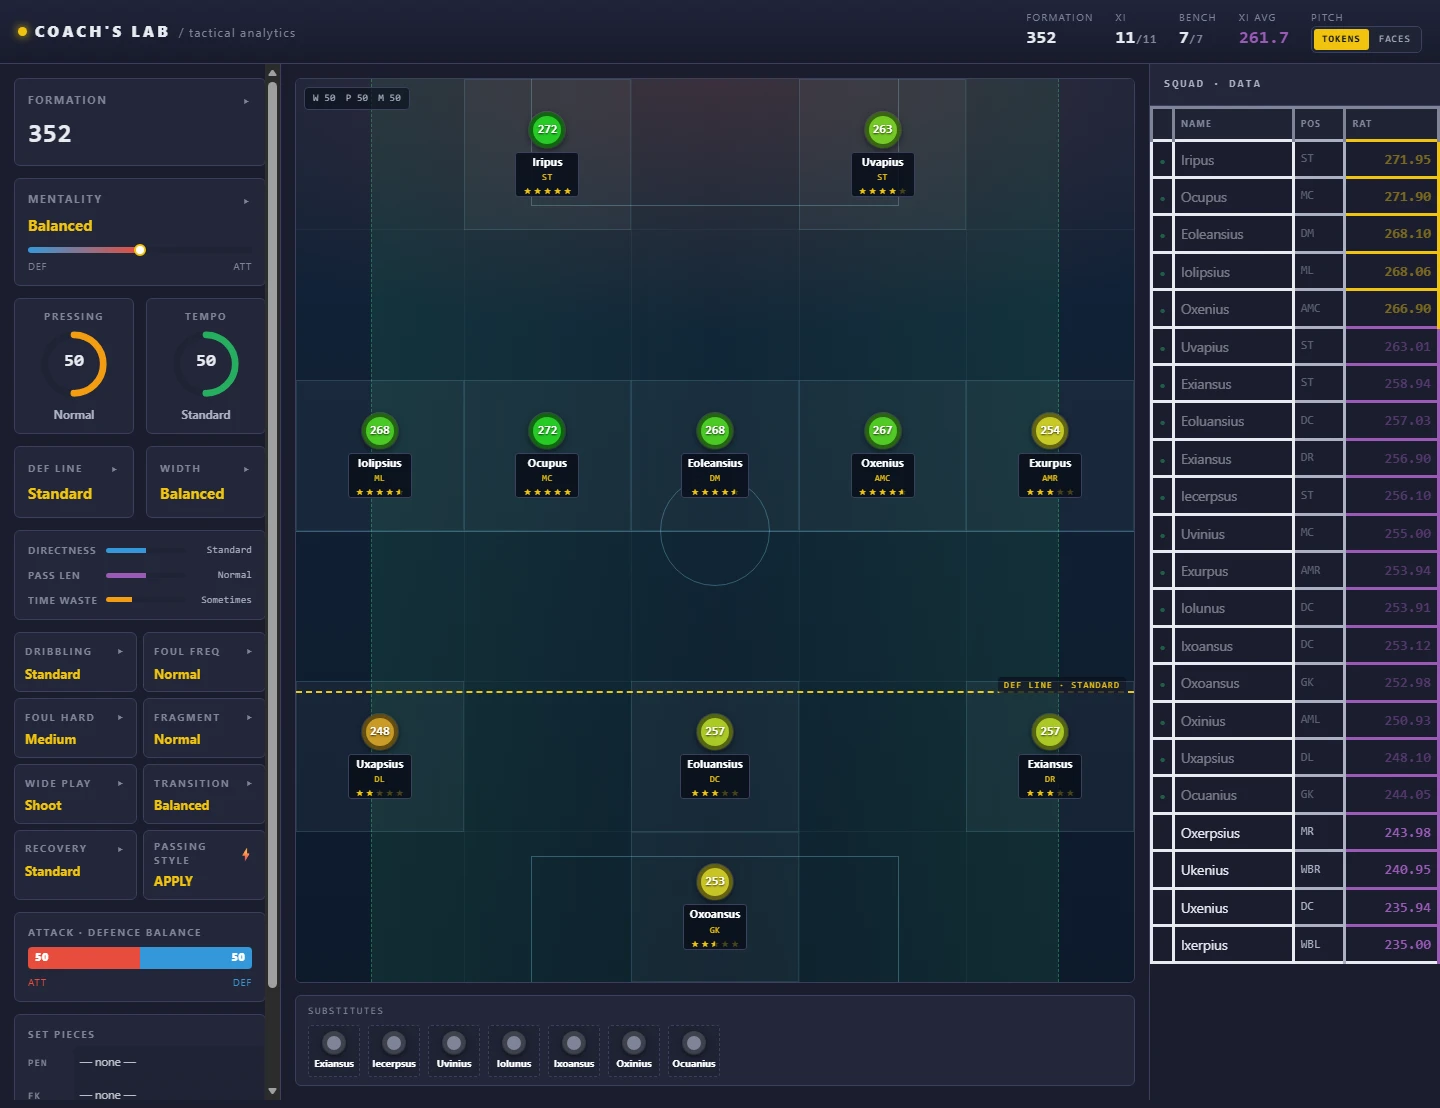 COACH'S LAB / tactical analytics
FORMATION XI BENCH XI AVG PITCH
352 11/11 7/7 261.7 TOKENS FACES
FORMATION ▸
352
MENTALITY ▸
Balanced
DEF ATT
PRESSING TEMPO
50 50
Normal Standard
DEF LINE ▸ WIDTH ▸
Standard Balanced
DIRECTNESS Standard
PASS LEN Normal
TIME WASTE Sometimes
DRIBBLING ▸ FOUL FREQ ▸
Standard Normal
FOUL HARD ▸ FRAGMENT ▸
Medium Normal
WIDE PLAY ▸ TRANSITION ▸
Shoot Balanced
RECOVERY ▸ PASSING STYLE
Standard APPLY
ATTACK · DEFENCE BALANCE
50 50
ATT DEF
SET PIECES
PEN — none —
FK — none —
W 50 P 50 M 50
272 263
Iripus Uvapius
ST ST
★★★★★ ★★★★★
268 272 268 267 254
Iolipsius Ocupus Eoleansius Oxenius Exurpus
ML MC DM AMC AMR
★★★★★ ★★★★★ ★★★★★ ★★★★★ ★★★★★
DEF LINE · STANDARD
248 257 257
Uxapsius Eoluansius Exiansus
DL DC DR
★★★★★ ★★★★★ ★★★★★
253
Oxoansus
GK
★★★★★
SUBSTITUTES
Exiansus Iecerpsus Uvinius Iolunus Ixoansus Oxinius Ocuanius
SQUAD · DATA
NAME POS RAT
Iripus ST 271.95
Ocupus MC 271.90
Eoleansius DM 268.10
Iolipsius ML 268.06
Oxenius AMC 266.90
Uvapius ST 263.01
Exiansus ST 258.94
Eoluansius DC 257.03
Exiansus DR 256.90
Iecerpsus ST 256.10
Uvinius MC 255.00
Exurpus AMR 253.94
Iolunus DC 253.91
Ixoansus DC 253.12
Oxoansus GK 252.98
Oxinius AML 250.93
Uxapsius DL 248.10
Ocuanius GK 244.05
Oxerpsius MR 243.98
Ukenius WBR 240.95
Uxenius DC 235.94
Ixerpius WBL 235.00